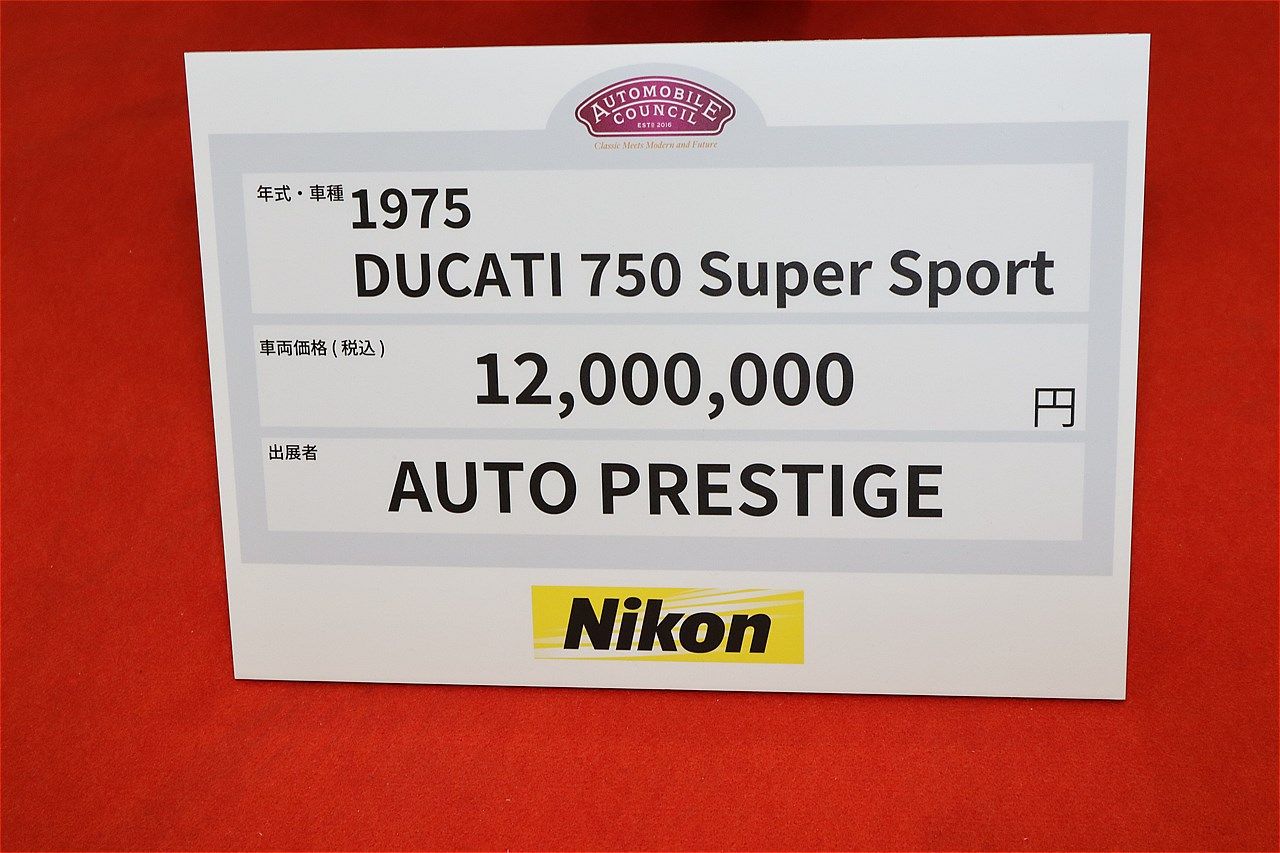 AUTOMOBILE
COUNCIL
ESTD 2016
Classic Meets Modern and Future
年式・車種 1975
DUCATI 750 Super Sport
車両価格 ( 税込 )
12,000,000 円
出展者
AUTO PRESTIGE
Nikon